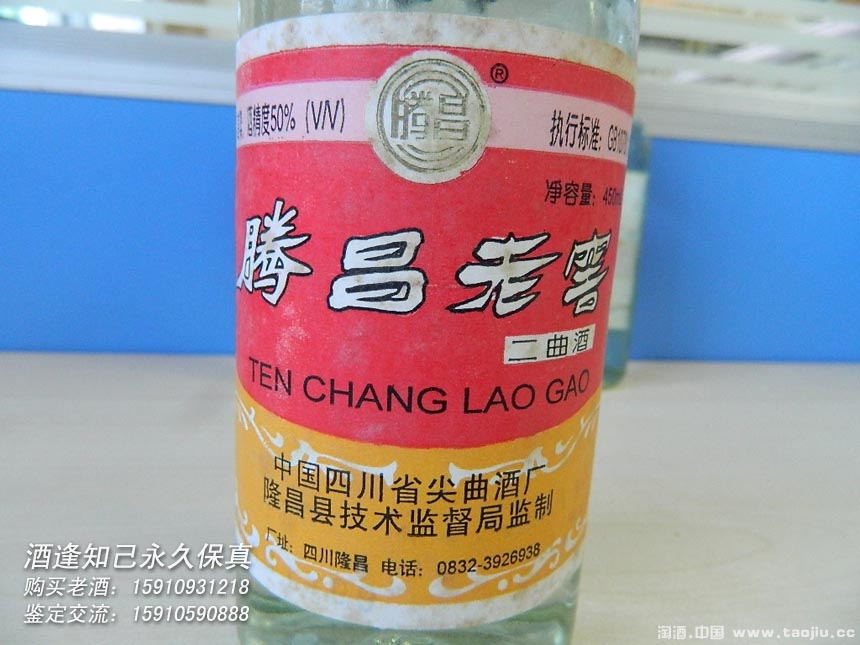 腾昌
®
酒精度50% (V/V)
执行标准: GB1078
净容量: 450m
腾昌老窖
二曲酒
TEN CHANG LAO GAO
中国四川省尖曲酒厂
隆昌县技术监督局监制
厂址: 四川隆昌 电话: 0832-3926938
酒逢知己永久保真
购买老酒: 15910931218
鉴定交流: 15910590888
淘酒.中国 www.taojiu.cc